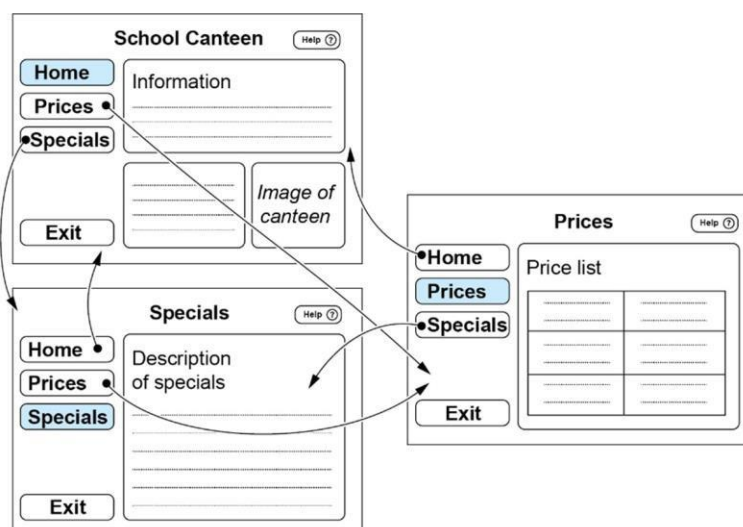 School Canteen
Help ?
Home
Prices
Specials
Exit
Information
Image of
canteen
Specials
Help ?
Home
Prices
Specials
Exit
Description
of specials
Prices
Help ?
Home
Prices
Specials
Exit
Price list